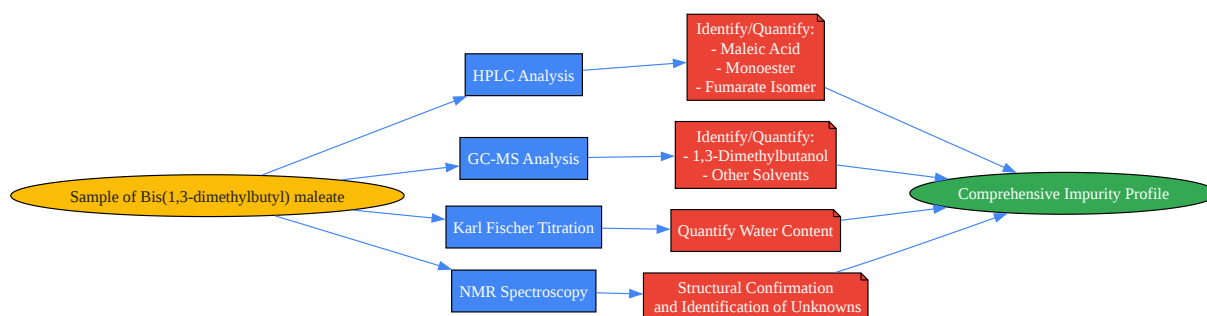 Sample of Bis(1,3-dimethylbutyl) maleate
HPLC Analysis
Identify/Quantify:
- Maleic Acid
- Monoester
- Fumarate Isomer
GC-MS Analysis
Identify/Quantify:
- 1,3-Dimethylbutanol
- Other Solvents
Karl Fischer Titration
Quantify Water Content
NMR Spectroscopy
Structural Confirmation
and Identification of Unknowns
Comprehensive Impurity Profile